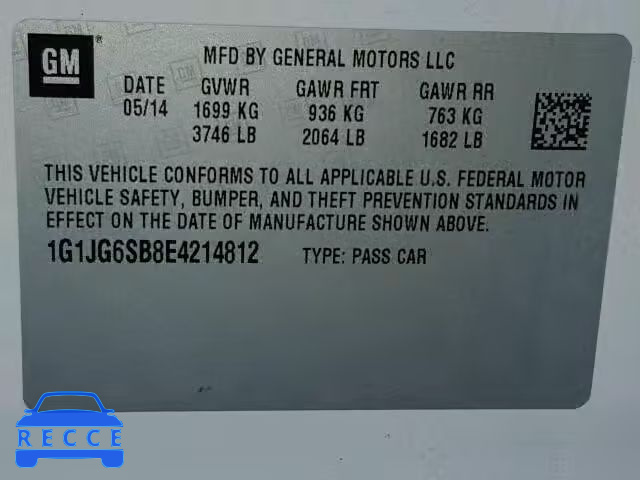 GM®
MFD BY GENERAL MOTORS LLC
DATE GVWR GAWR FRT GAWR RR
05/14 1699 KG 936 KG 763 KG
3746 LB 2064 LB 1682 LB
THIS VEHICLE CONFORMS TO ALL APPLICABLE U.S. FEDERAL MOTOR
VEHICLE SAFETY, BUMPER, AND THEFT PREVENTION STANDARDS IN
EFFECT ON THE DATE OF MANUFACTURE SHOWN ABOVE.
1G1JG6SB8E4214812 TYPE: PASS CAR
RECCE